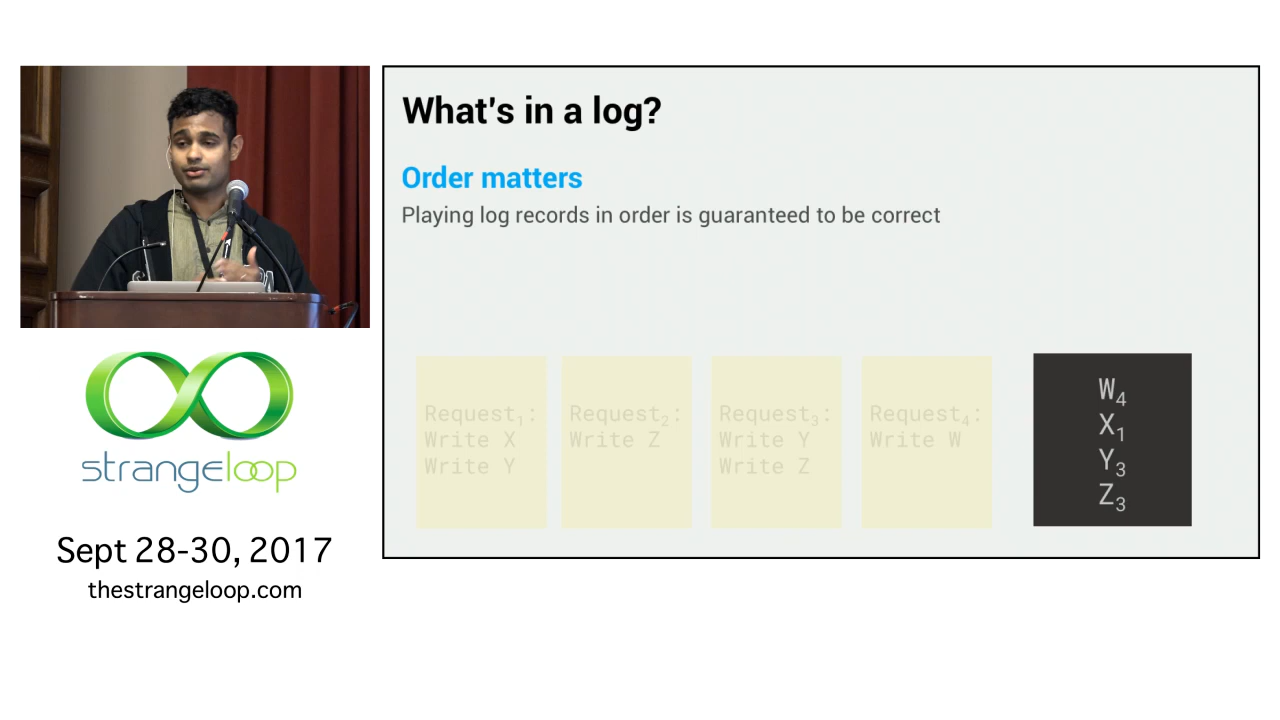 What's in a log?
Order matters
Playing log records in order is guaranteed to be correct
Request₁:
Write X
Write Y
Request₂:
Write Z
Request₃:
Write Y
Write Z
Request₄:
Write W
W₄
X₁
Y₃
Z₃
strangeloop
Sept 28-30, 2017
thestrangeloop.com